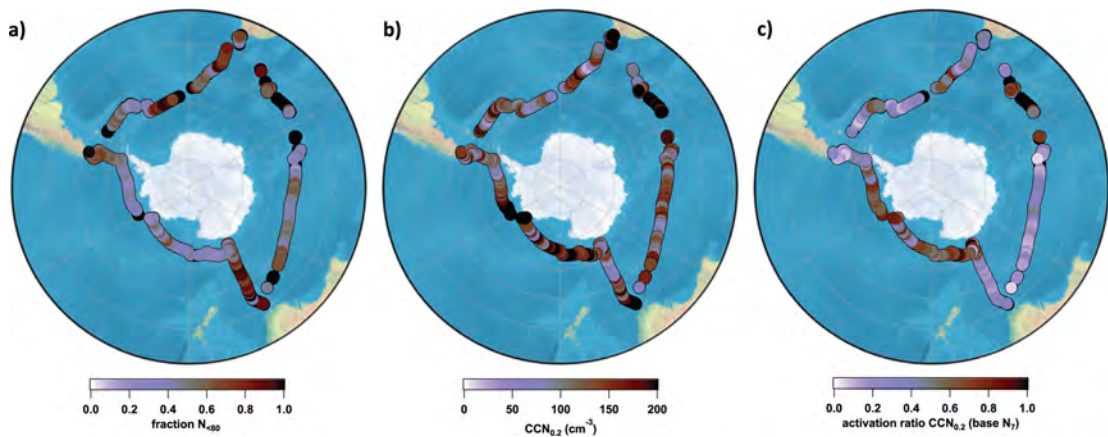 a)
b)
c)
0.0 0.2 0.4 0.6 0.8 1.0
fraction N<80
0 50 100 150 200
CCN0.2 (cm-3)
0.0 0.2 0.4 0.6 0.8 1.0
activation ratio CCN0.2 (base N7)